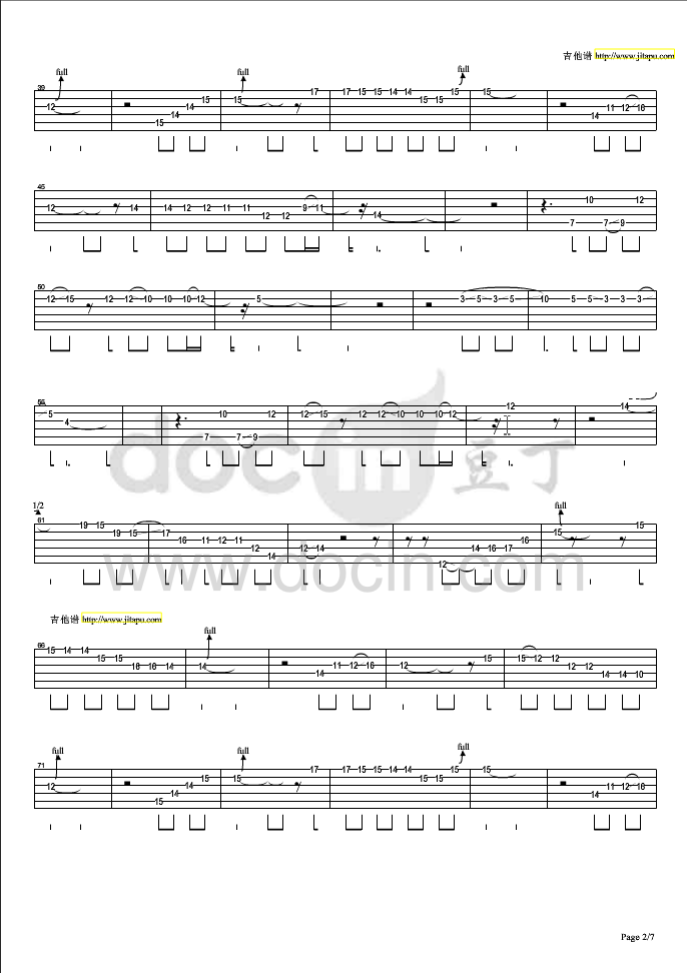 吉他谱 http://www.jitapu.com
full full full
39
12 15 14 14 15 15 17 17 15 15 14 14 15 15 15 15 14 11 12 16
45
12 14 14 12 12 11 11 12 12 9 11 14 7 10 7 9 12
50
12 15 12 12 10 10 10 12 5 3 5 3 5 10 5 5 3 3 3
5 4 7 10 7 9 12 12 15 12 12 10 10 10 12 12 14
1/2 full
61
19 15 19 15 17 16 11 12 11 12 14 12 14 12 14 16 17 16 15 15
吉他谱 http://www.jitapu.com
full
66
15 14 14 15 15 16 16 14 14 14 11 12 16 12 15 15 12 12 12 12 14 14 10
full full full
71
12 15 14 14 15 15 17 17 15 15 14 14 15 15 15 15 14 11 12 16
docin 豆丁
www.docin.com
Page 2/7